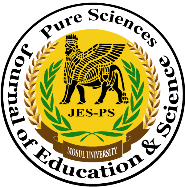 Pure Sciences
Journal of Education & Science
JES-PS
MOSUL UNIVERSITY